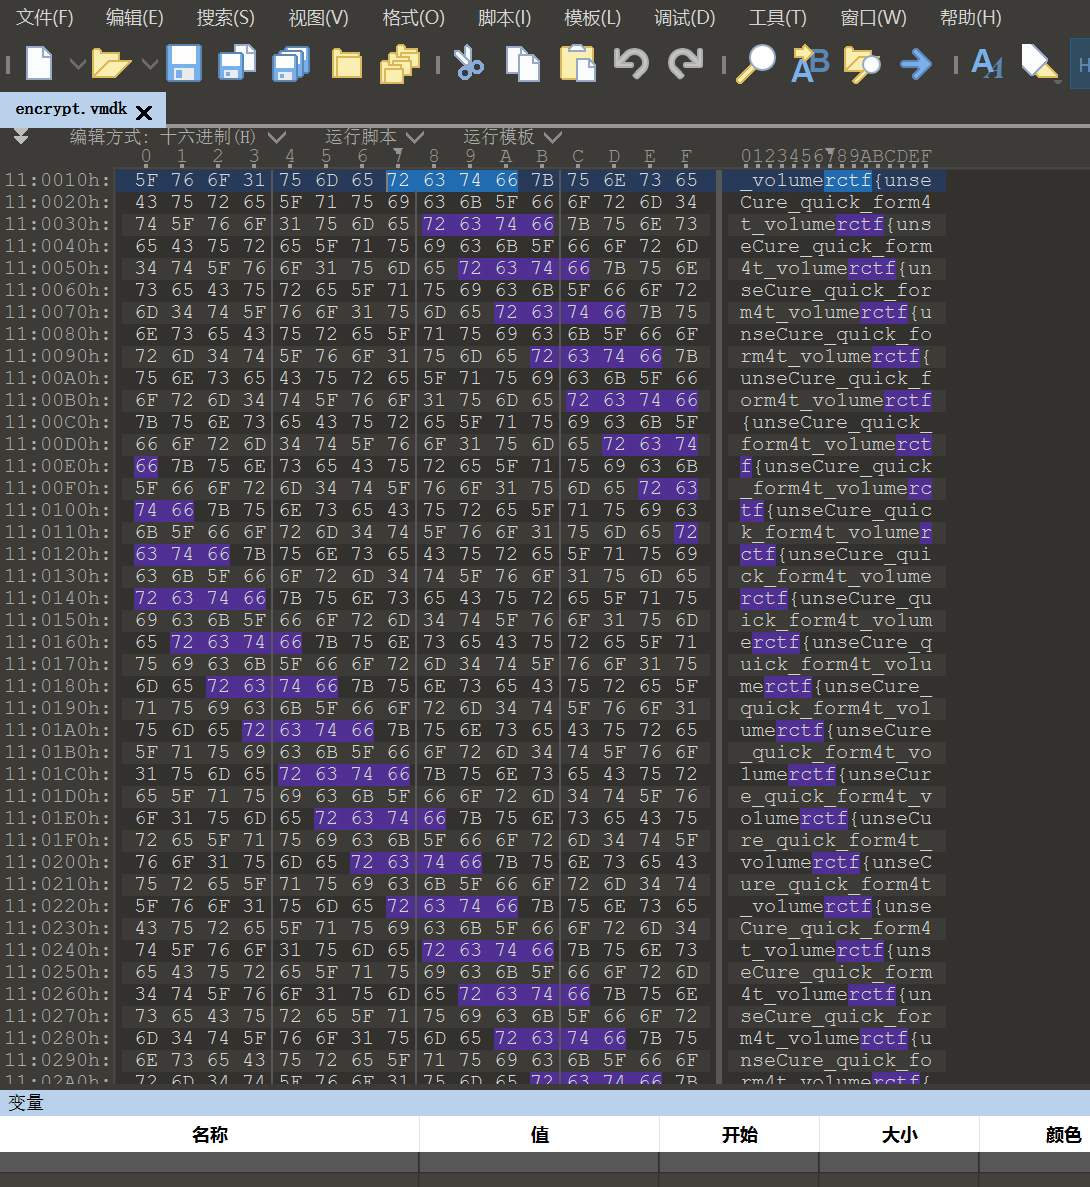 文件(F) 编辑(E) 搜索(S) 视图(V) 格式(O) 脚本(I) 模板(L) 调试(D) 工具(T) 窗口(W) 帮助(H)
encrypt.vmdk
编辑方式: 十六进制(H) 运行脚本 运行模板
0 1 2 3 4 5 6 7 8 9 A B C D E F 0123456789ABCDEF
11:0010h: 5F 76 6F 31 75 6D 65 72 63 74 66 7B 75 6E 73 65 _vo1umerctf{unse
11:0020h: 43 75 72 65 5F 71 75 69 63 6B 5F 66 6F 72 6D 34 Cure_quick_form4
11:0030h: 74 5F 76 6F 31 75 6D 65 72 63 74 66 7B 75 6E 73 t_vo1umerctf{uns
11:0040h: 65 43 75 72 65 5F 71 75 69 63 6B 5F 66 6F 72 6D eCure_quick_form
11:0050h: 34 74 5F 76 6F 31 75 6D 65 72 63 74 66 7B 75 6E 4t_vo1umerctf{un
11:0060h: 73 65 43 75 72 65 5F 71 75 69 63 6B 5F 66 6F 72 seCure_quick_for
11:0070h: 6D 34 74 5F 76 6F 31 75 6D 65 72 63 74 66 7B 75 m4t_vo1umerctf{u
11:0080h: 6E 73 65 43 75 72 65 5F 71 75 69 63 6B 5F 66 6F nseCure_quick_fo
11:0090h: 72 6D 34 74 5F 76 6F 31 75 6D 65 72 63 74 66 7B rm4t_vo1umerctf{
11:00A0h: 75 6E 73 65 43 75 72 65 5F 71 75 69 63 6B 5F 66 unseCure_quick_f
11:00B0h: 6F 72 6D 34 74 5F 76 6F 31 75 6D 65 72 63 74 66 orm4t_vo1umerctf
11:00C0h: 7B 75 6E 73 65 43 75 72 65 5F 71 75 69 63 6B 5F {unseCure_quick_
11:00D0h: 66 6F 72 6D 34 74 5F 76 6F 31 75 6D 65 72 63 74 form4t_vo1umerct
11:00E0h: 66 7B 75 6E 73 65 43 75 72 65 5F 71 75 69 63 6B f{unseCure_quick
11:00F0h: 5F 66 6F 72 6D 34 74 5F 76 6F 31 75 6D 65 72 63 _form4t_vo1umerc
11:0100h: 74 66 7B 75 6E 73 65 43 75 72 65 5F 71 75 69 63 tf{unseCure_quic
11:0110h: 6B 5F 66 6F 72 6D 34 74 5F 76 6F 31 75 6D 65 72 k_form4t_vo1umer
11:0120h: 63 74 66 7B 75 6E 73 65 43 75 72 65 5F 71 75 69 ctf{unseCure_qui
11:0130h: 63 6B 5F 66 6F 72 6D 34 74 5F 76 6F 31 75 6D 65 ck_form4t_vo1ume
11:0140h: 72 63 74 66 7B 75 6E 73 65 43 75 72 65 5F 71 75 rctf{unseCure_qu
11:0150h: 69 63 6B 5F 66 6F 72 6D 34 74 5F 76 6F 31 75 6D ick_form4t_vo1um
11:0160h: 65 72 63 74 66 7B 75 6E 73 65 43 75 72 65 5F 71 erctf{unseCure_q
11:0170h: 75 69 63 6B 5F 66 6F 72 6D 34 74 5F 76 6F 31 75 uick_form4t_vo1u
11:0180h: 6D 65 72 63 74 66 7B 75 6E 73 65 43 75 72 65 5F merctf{unseCure_
11:0190h: 71 75 69 63 6B 5F 66 6F 72 6D 34 74 5F 76 6F 31 quick_form4t_vo1
11:01A0h: 75 6D 65 72 63 74 66 7B 75 6E 73 65 43 75 72 65 umerctf{unseCure
11:01B0h: 5F 71 75 69 63 6B 5F 66 6F 72 6D 34 74 5F 76 6F _quick_form4t_vo
11:01C0h: 31 75 6D 65 72 63 74 66 7B 75 6E 73 65 43 75 72 1umerctf{unseCur
11:01D0h: 65 5F 71 75 69 63 6B 5F 66 6F 72 6D 34 74 5F 76 e_quick_form4t_v
11:01E0h: 6F 31 75 6D 65 72 63 74 66 7B 75 6E 73 65 43 75 o1umerctf{unseCu
11:01F0h: 72 65 5F 71 75 69 63 6B 5F 66 6F 72 6D 34 74 5F re_quick_form4t_
11:0200h: 76 6F 31 75 6D 65 72 63 74 66 7B 75 6E 73 65 43 vo1umerctf{unseC
11:0210h: 75 72 65 5F 71 75 69 63 6B 5F 66 6F 72 6D 34 74 ure_quick_form4t
11:0220h: 5F 76 6F 31 75 6D 65 72 63 74 66 7B 75 6E 73 65 _vo1umerctf{unse
11:0230h: 43 75 72 65 5F 71 75 69 63 6B 5F 66 6F 72 6D 34 Cure_quick_form4
11:0240h: 74 5F 76 6F 31 75 6D 65 72 63 74 66 7B 75 6E 73 t_vo1umerctf{uns
11:0250h: 65 43 75 72 65 5F 71 75 69 63 6B 5F 66 6F 72 6D eCure_quick_form
11:0260h: 34 74 5F 76 6F 31 75 6D 65 72 63 74 66 7B 75 6E 4t_vo1umerctf{un
11:0270h: 73 65 43 75 72 65 5F 71 75 69 63 6B 5F 66 6F 72 seCure_quick_for
11:0280h: 6D 34 74 5F 76 6F 31 75 6D 65 72 63 74 66 7B 75 m4t_vo1umerctf{u
11:0290h: 6E 73 65 43 75 72 65 5F 71 75 69 63 6B 5F 66 6F nseCure_quick_fo
11:02A0h: 72 6D 34 74 5F 76 6F 31 75 6D 65 72 63 74 66 7B rm4t_vo1umerctf{
变量
名称 值 开始 大小 颜色